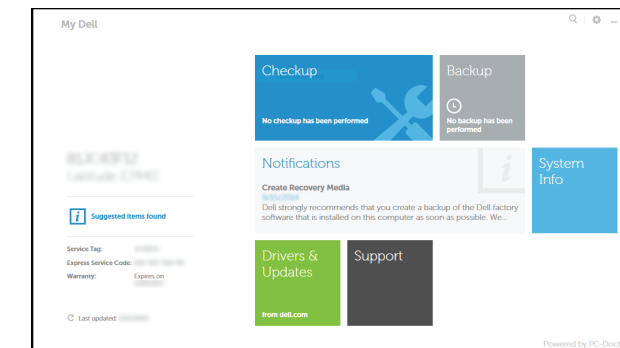 My Dell
Checkup
No checkup has been performed
Backup
No backup has been
performed
Notifications
Create Recovery Media
Dell strongly recommends that you create a backup of the Dell factory
software that is installed on this computer as soon as possible. We...
System
Info
i Suggested items found
Service Tag:
Express Service Code:
Warranty: Expires on
Last updated:
Drivers &
Updates
from dell.com
Support
Powered by PC-Doct